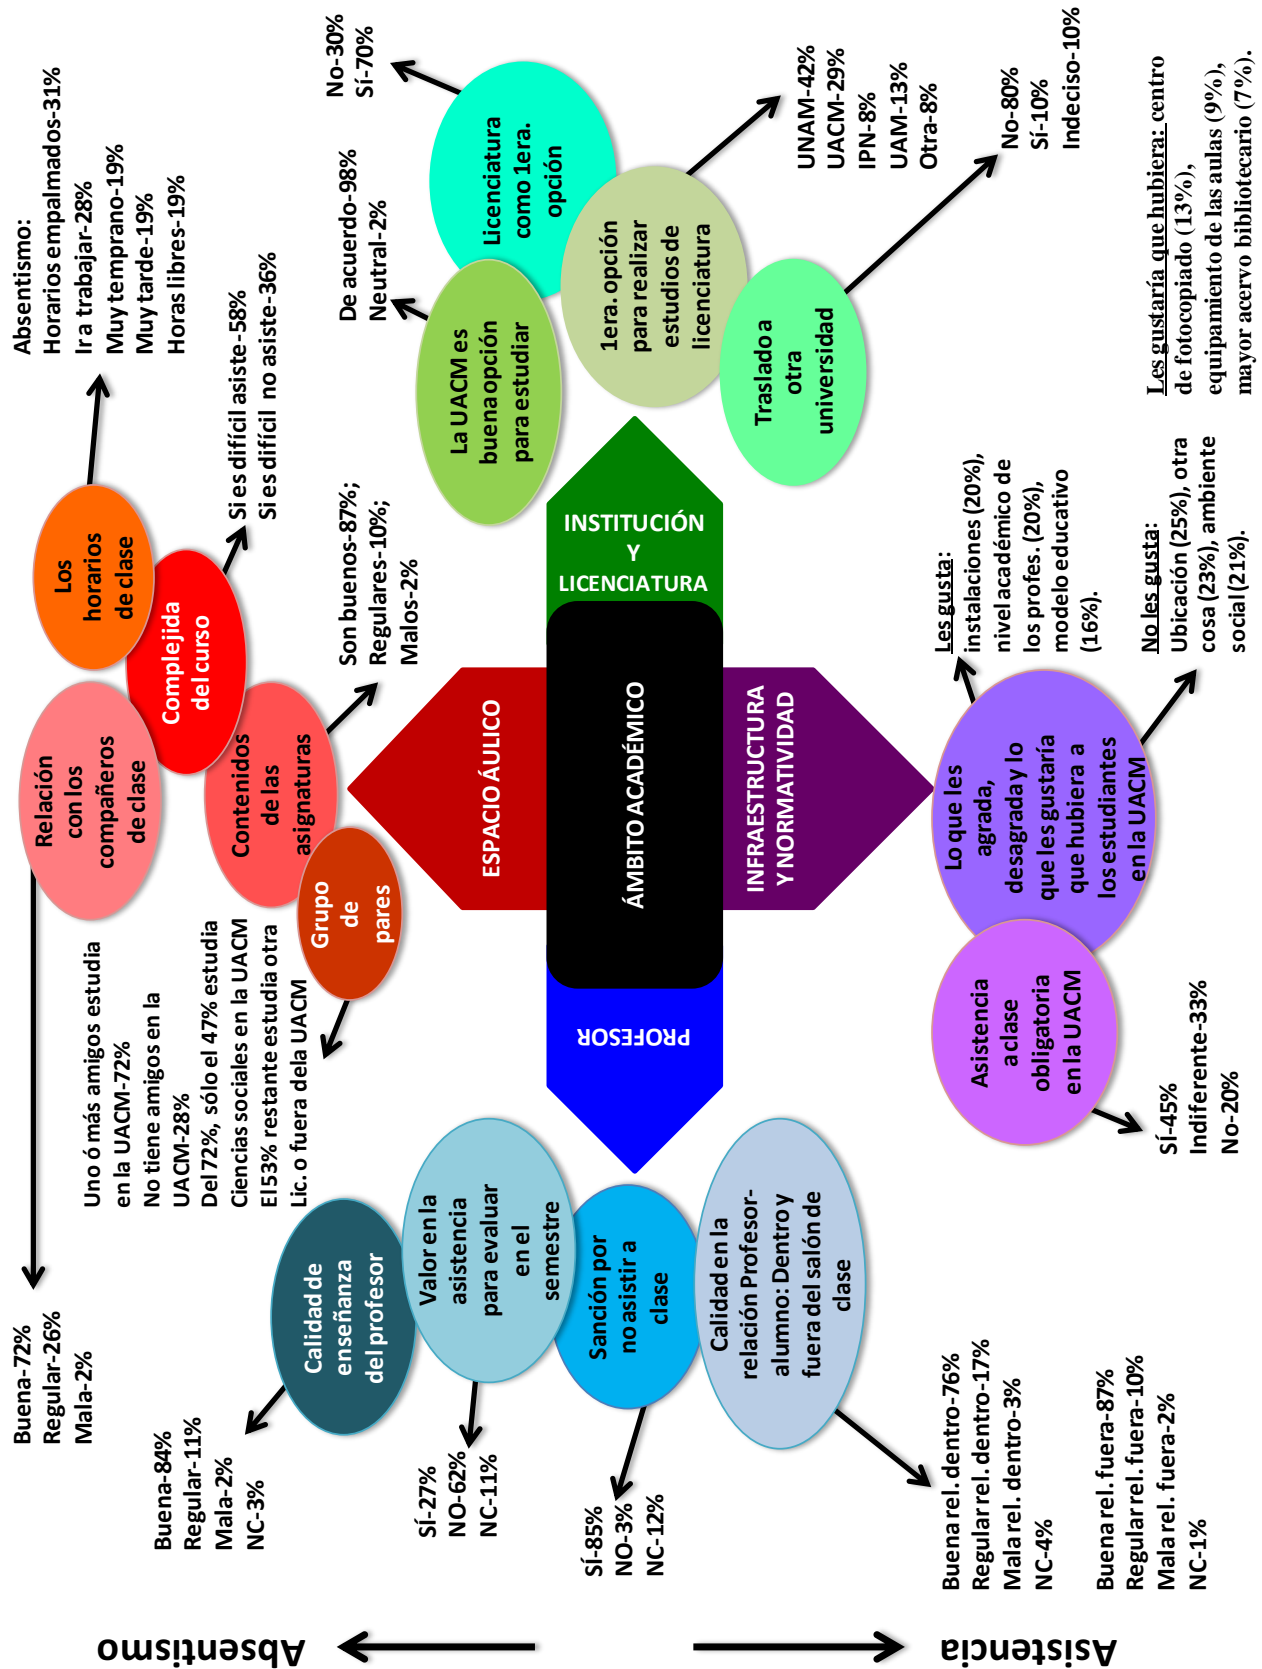 Absentismo
Asistencia
Buena-72%
Regular-26%
Mala-2%
Buena-84%
Regular-11%
Mala-2%
NC-3%
Sí-27%
NO-62%
NC-11%
Sí-85%
NO-3%
NC-12%
Buena rel. dentro-76%
Regular rel. dentro-17%
Mala rel. dentro-3%
NC-4%
Buena rel. fuera-87%
Regular rel. fuera-10%
Mala rel. fuera-2%
NC-1%
Calidad de
enseñanza
del profesor
Valor en la
asistencia
para evaluar
en el
semestre
Sanción por
no asistir a
clase
Calidad en la
relación Profesor-
alumno: Dentro y
fuera del salón de
clase
PROFESOR
Uno ó más amigos estudia
en la UACM-72%
No tiene amigos en la
UACM-28%
Del 72%, sólo el 47% estudia
Ciencias sociales en la UACM
El 53% restante estudia otra
Lic. o fuera dela UACM
Relación
con los
compañeros
de clase
Los
horarios
de clase
Complejida
del curso
Contenidos
de las
asignaturas
Grupo
de
pares
Absentismo:
Horarios empalmados-31%
Ir a trabajar-28%
Muy temprano-19%
Muy tarde-19%
Horas libres-19%
Si es difícil asiste-58%
Si es difícil no asiste-36%
Son buenos-87%;
Regulares-10%;
Malos-2%
ESPACIO ÁULICO
ÁMBITO ACADÉMICO
INFRAESTRUCTURA
Y NORMATIVIDAD
INSTITUCIÓN
Y
LICENCIATURA
La UACM es
buena opción
para estudiar
Licenciatura
como 1era.
opción
1era. opción
para realizar
estudios de
licenciatura
Traslado a
otra
universidad
De acuerdo-98%
Neutral-2%
No-30%
Sí-70%
UNAM-42%
UACM-29%
IPN-8%
UAM-13%
Otra-8%
No-80%
Sí-10%
Indeciso-10%
Asistencia
a clase
obligatoria
en la UACM
Lo que les
agrada,
desagrada y lo
que les gustaría
que hubiera a
los estudiantes
en la UACM
SÍ-45%
Indiferente-33%
No-20%
Les gusta:
instalaciones (20%),
nivel académico de
los profes. (20%),
modelo educativo
(16%).
No les gusta:
Ubicación (25%), otra
cosa (23%), ambiente
social (21%).
Les gustaría que hubiera: centro
de fotocopiado (13%),
equipamiento de las aulas (9%),
mayor acervo bibliotecario (7%).